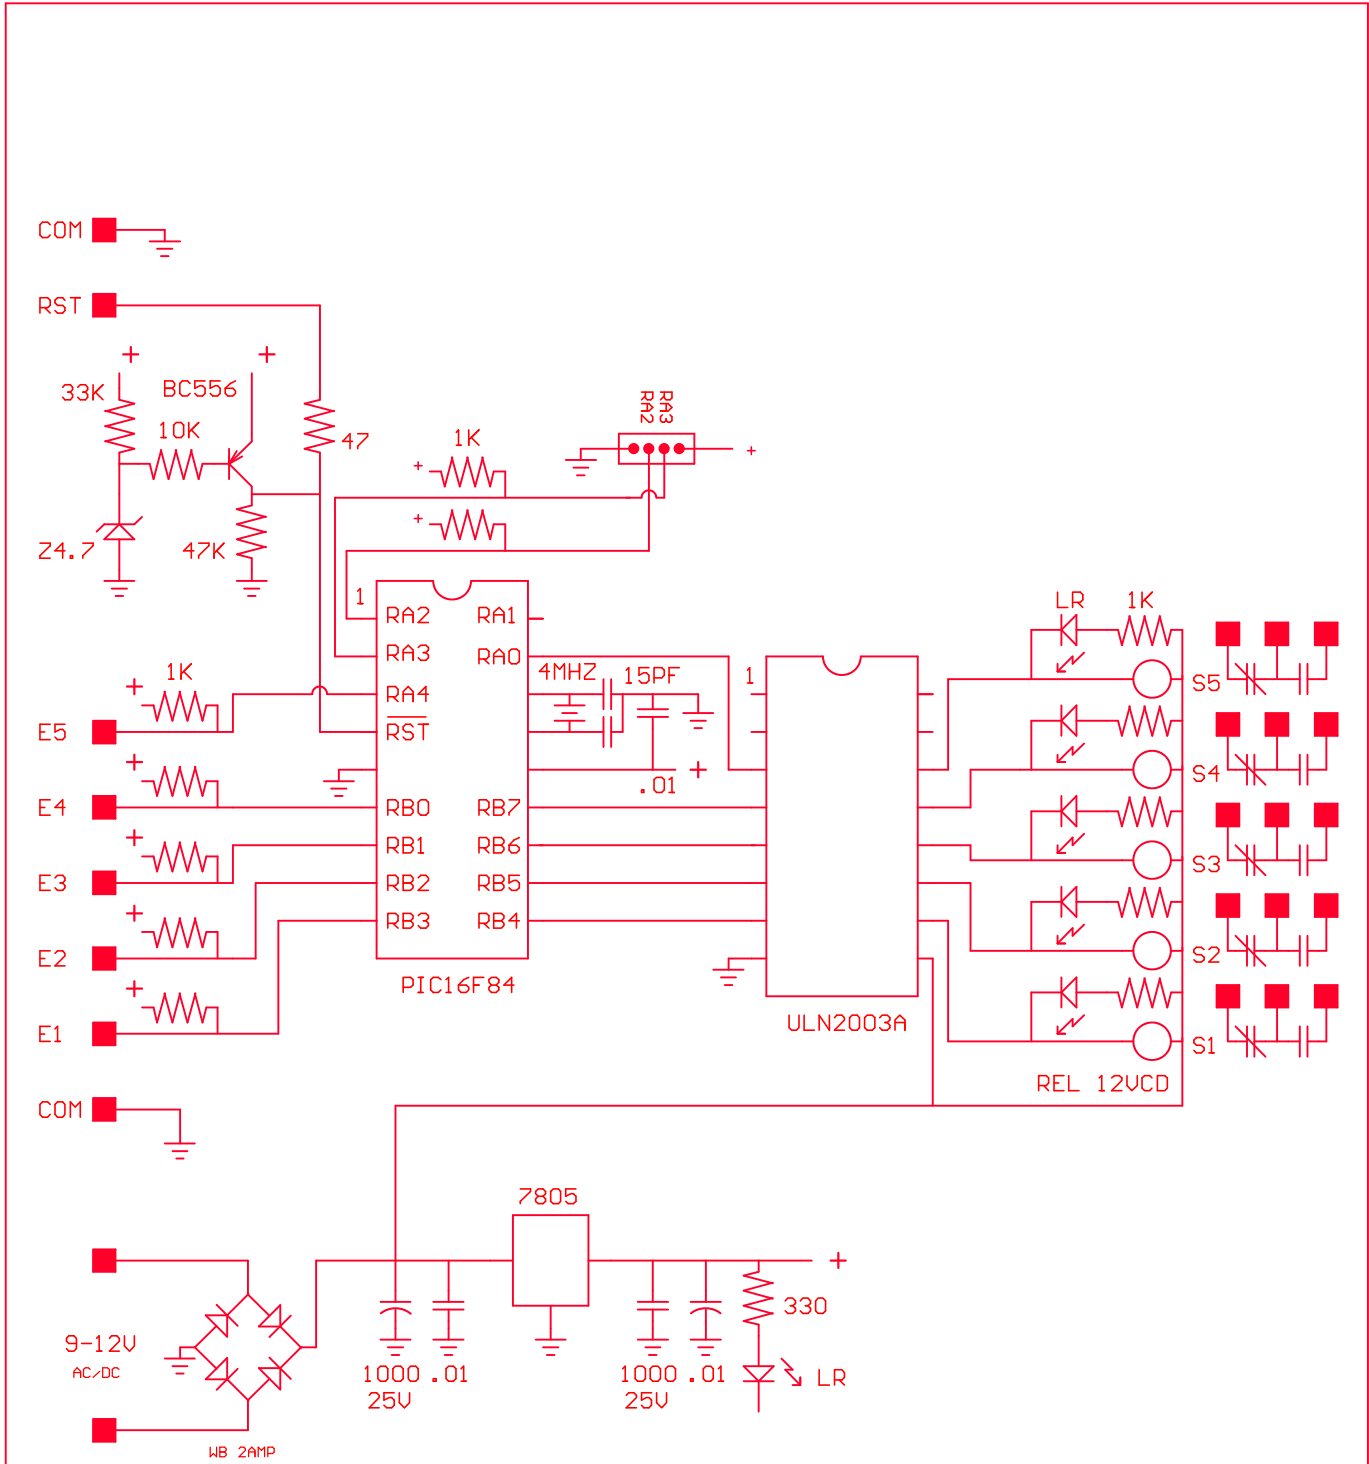 COM
RST
+ +
33K BC556
10K
47
Z4.7 47K
RA2 RA3
1K
+
+
+
1
RA2 RA1
RA3 RA0
RA4
RST
RB0 RB7
RB1 RB6
RB2 RB5
RB3 RB4
PIC16F84
4MHZ 15PF
+
.01
1K
+
E5
+
E4
+
E3
+
E2
+
E1
COM
1
ULN2003A
LR 1K
S5
S4
S3
S2
S1
REL 12VCD
7805
+
330
9-12V
AC/DC
1000 .01
25V
1000 .01
25V
LR
WB 2AMP